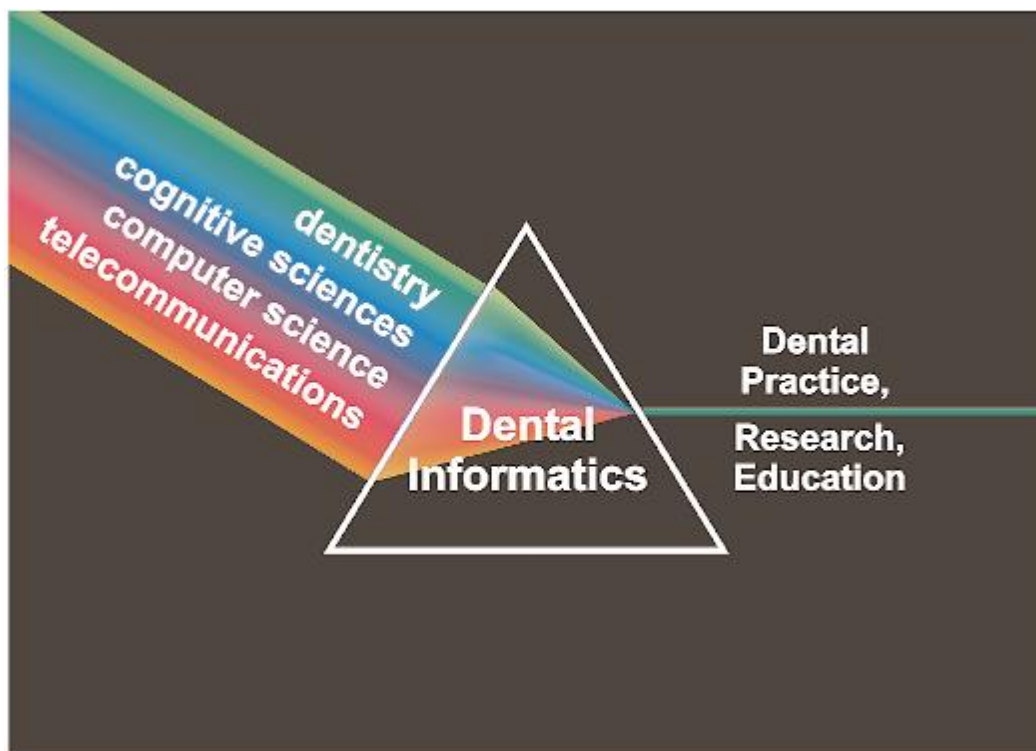 dentistry
cognitive sciences
computer science
telecommunications
Dental
Informatics
Dental
Practice,
Research,
Education